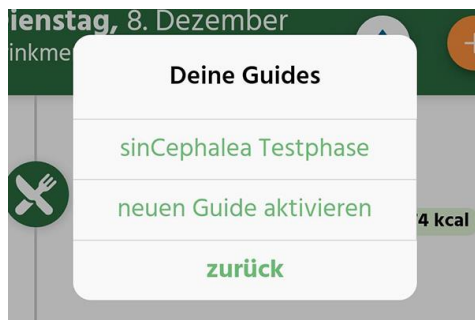 ienstag, 8. Dezember
inkme
Deine Guides
sinCephalea Testphase
neuen Guide aktivieren
4 kcal
zurück